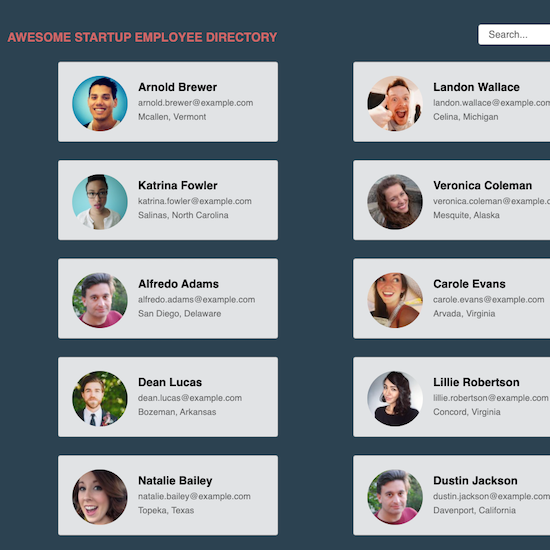 AWESOME STARTUP EMPLOYEE DIRECTORY
Search...
Arnold Brewer
arnold.brewer@example.com
Mcallen, Vermont
Landon Wallace
landon.wallace@example.com
Celina, Michigan
Katrina Fowler
katrina.fowler@example.com
Salinas, North Carolina
Veronica Coleman
veronica.coleman@example.c
Mesquite, Alaska
Alfredo Adams
alfredo.adams@example.com
San Diego, Delaware
Carole Evans
carole.evans@example.com
Arvada, Virginia
Dean Lucas
dean.lucas@example.com
Bozeman, Arkansas
Lillie Robertson
lillie.robertson@example.com
Concord, Virginia
Natalie Bailey
natalie.bailey@example.com
Topeka, Texas
Dustin Jackson
dustin.jackson@example.com
Davenport, California